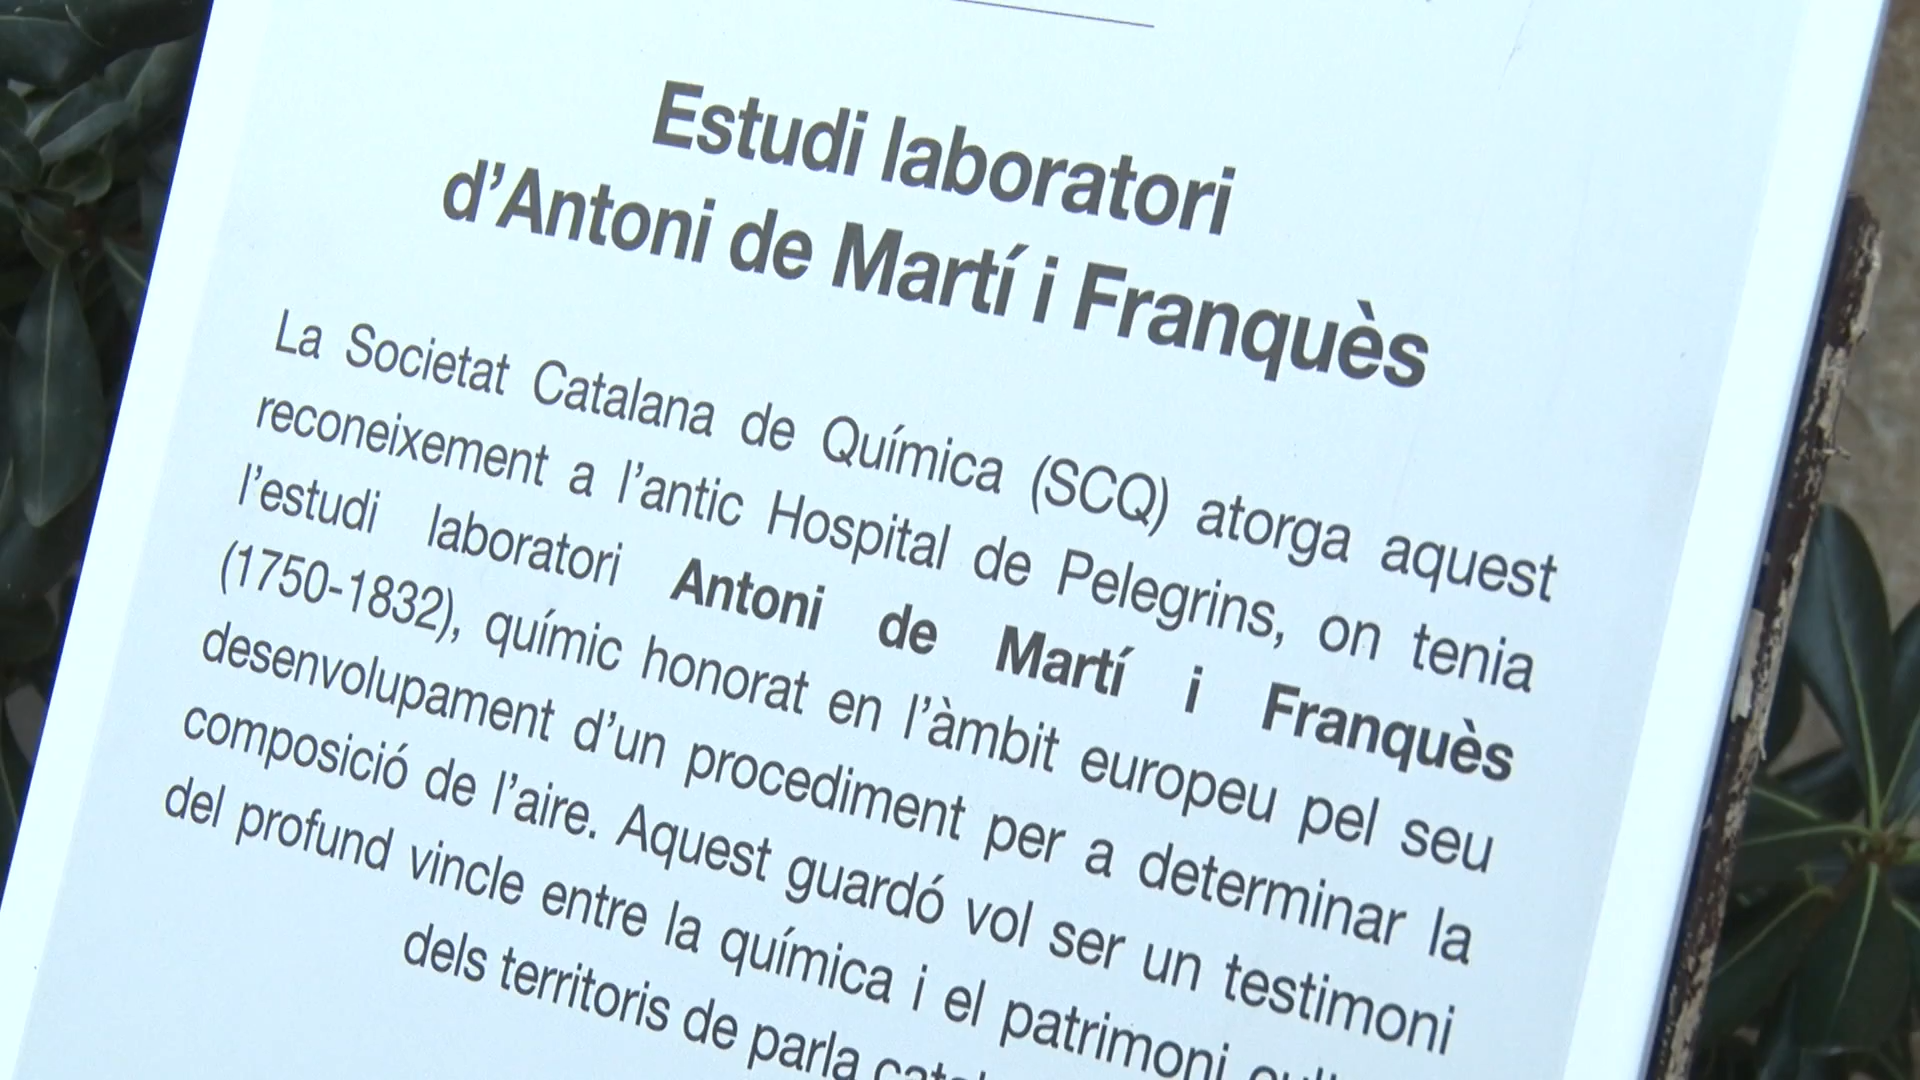 Estudi laboratori
d'Antoni de Martí i Franquès
La Societat Catalana de Química (SCQ) atorga aquest
reconeixement a l'antic Hospital de Pelegrins, on tenia
l'estudi laboratori Antoni de Martí i Franquès
(1750-1832), químic honorat en l'àmbit europeu pel seu
desenvolupament d'un procediment per a determinar la
composició de l'aire. Aquest guardó vol ser un testimoni
del profund vincle entre la química i el patrimoni
dels territoris de parla